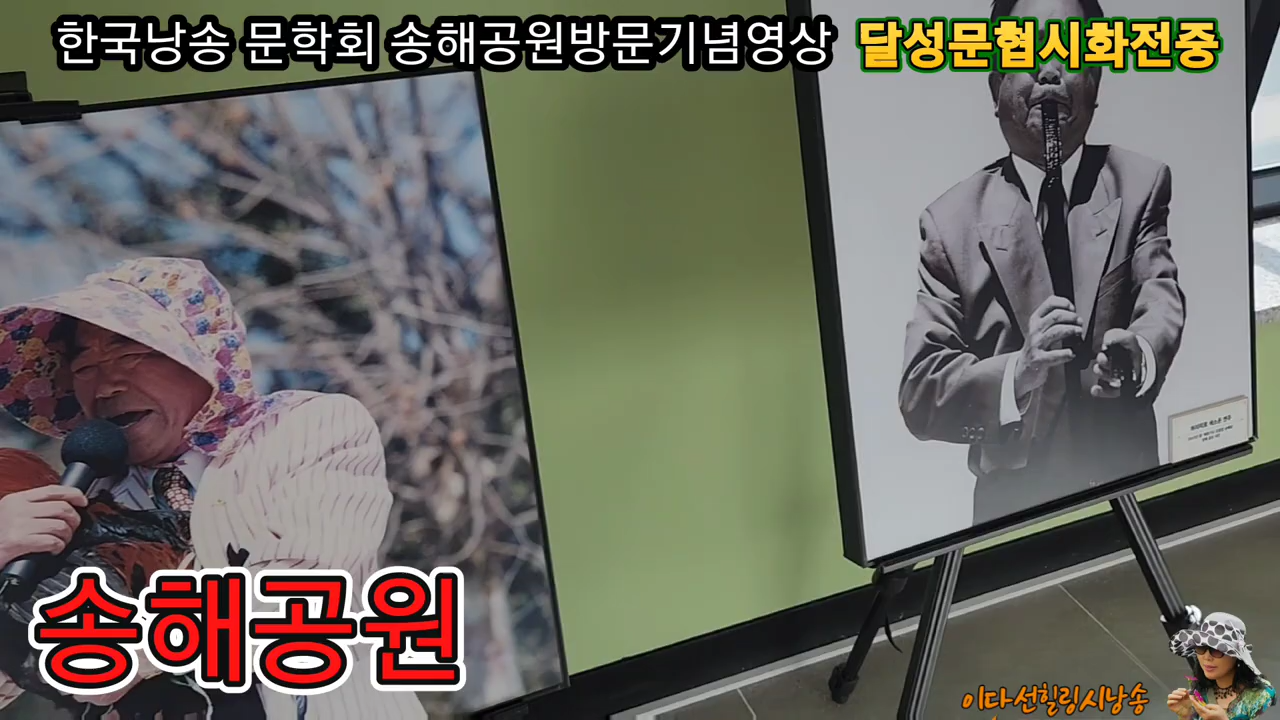 한국낭송 문학회 송해공원방문기념영상 달성문협시화전중
송해공원
이다선힐링시낭송